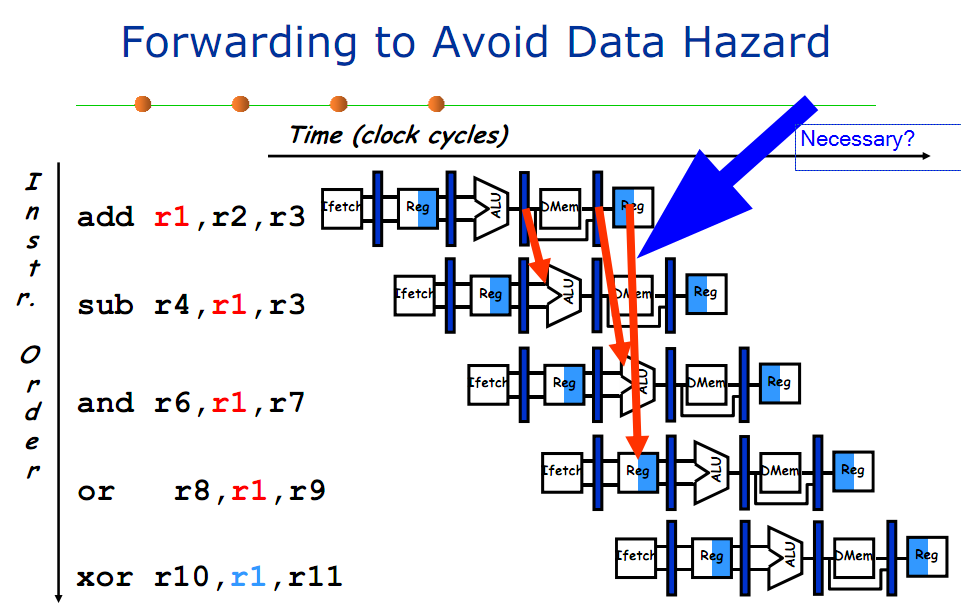 Forwarding to Avoid Data Hazard
Time (clock cycles)
Necessary?
Instr. Order
add r1,r2,r3
Ifetch Reg ALU DMem Reg
sub r4,r1,r3
Ifetch Reg ALU DMem Reg
and r6,r1,r7
Ifetch Reg ALU DMem Reg
or r8,r1,r9
Ifetch Reg ALU DMem Reg
xor r10,r1,r11
Ifetch Reg ALU DMem Reg